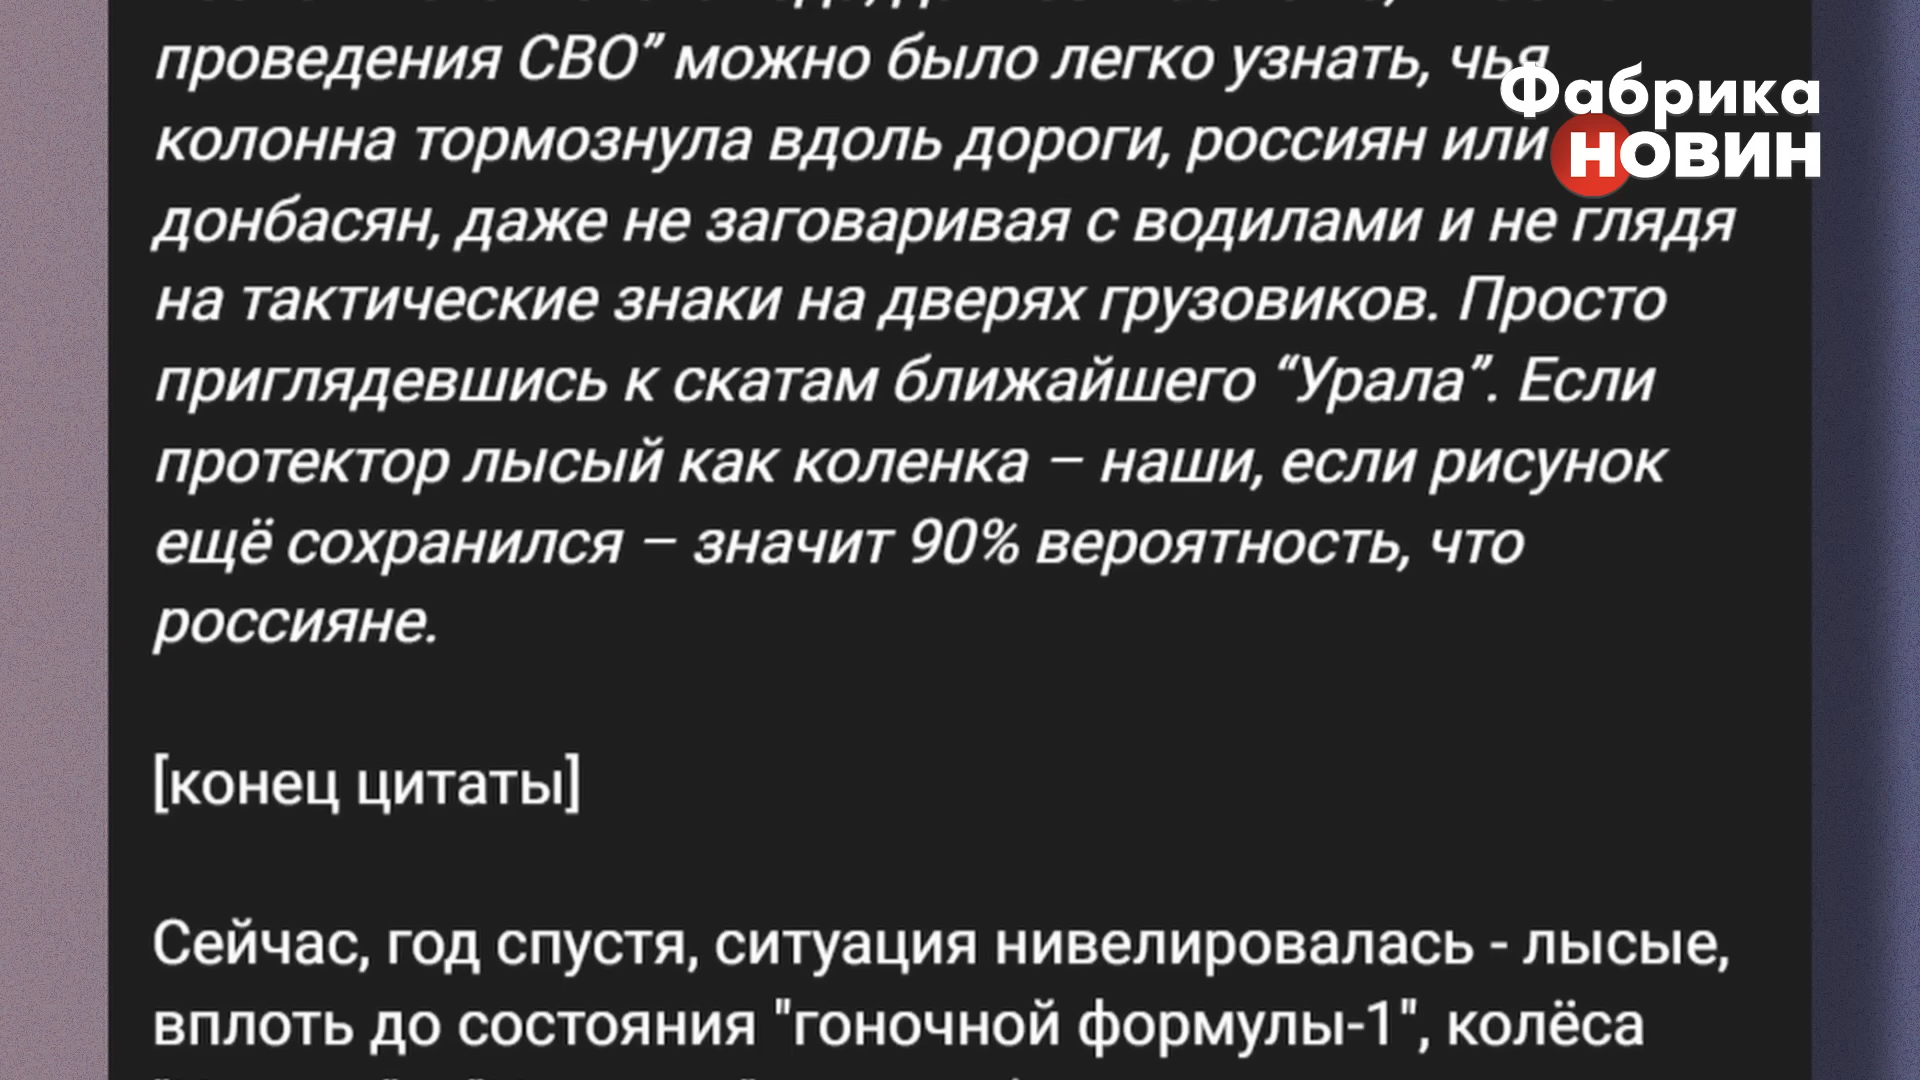 проведения СВО” можно было легко узнать, чья
колонна тормознула вдоль дороги, россиян или
донбасян, даже не заговаривая с водилами и не глядя
на тактические знаки на дверях грузовиков. Просто
приглядевшись к скатам ближайшего “Урала”. Если
протектор лысый как коленка – наши, если рисунок
ещё сохранился – значит 90% вероятность, что
россияне.
[конец цитаты]
Сейчас, год спустя, ситуация нивелировалась - лысые,
вплоть до состояния "гоночной формулы-1", колёса
Фабрика
новин